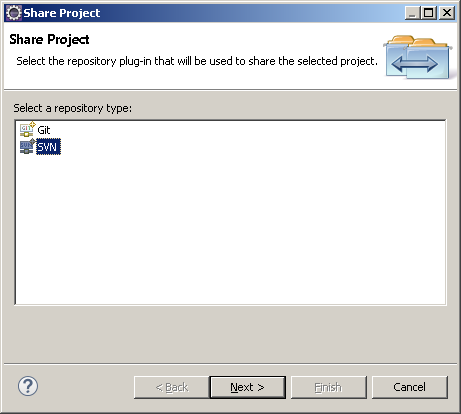 Share Project
Share Project
Select the repository plug-in that will be used to share the selected project.
Select a repository type:
Git
SVN
?
< Back Next > Finish Cancel